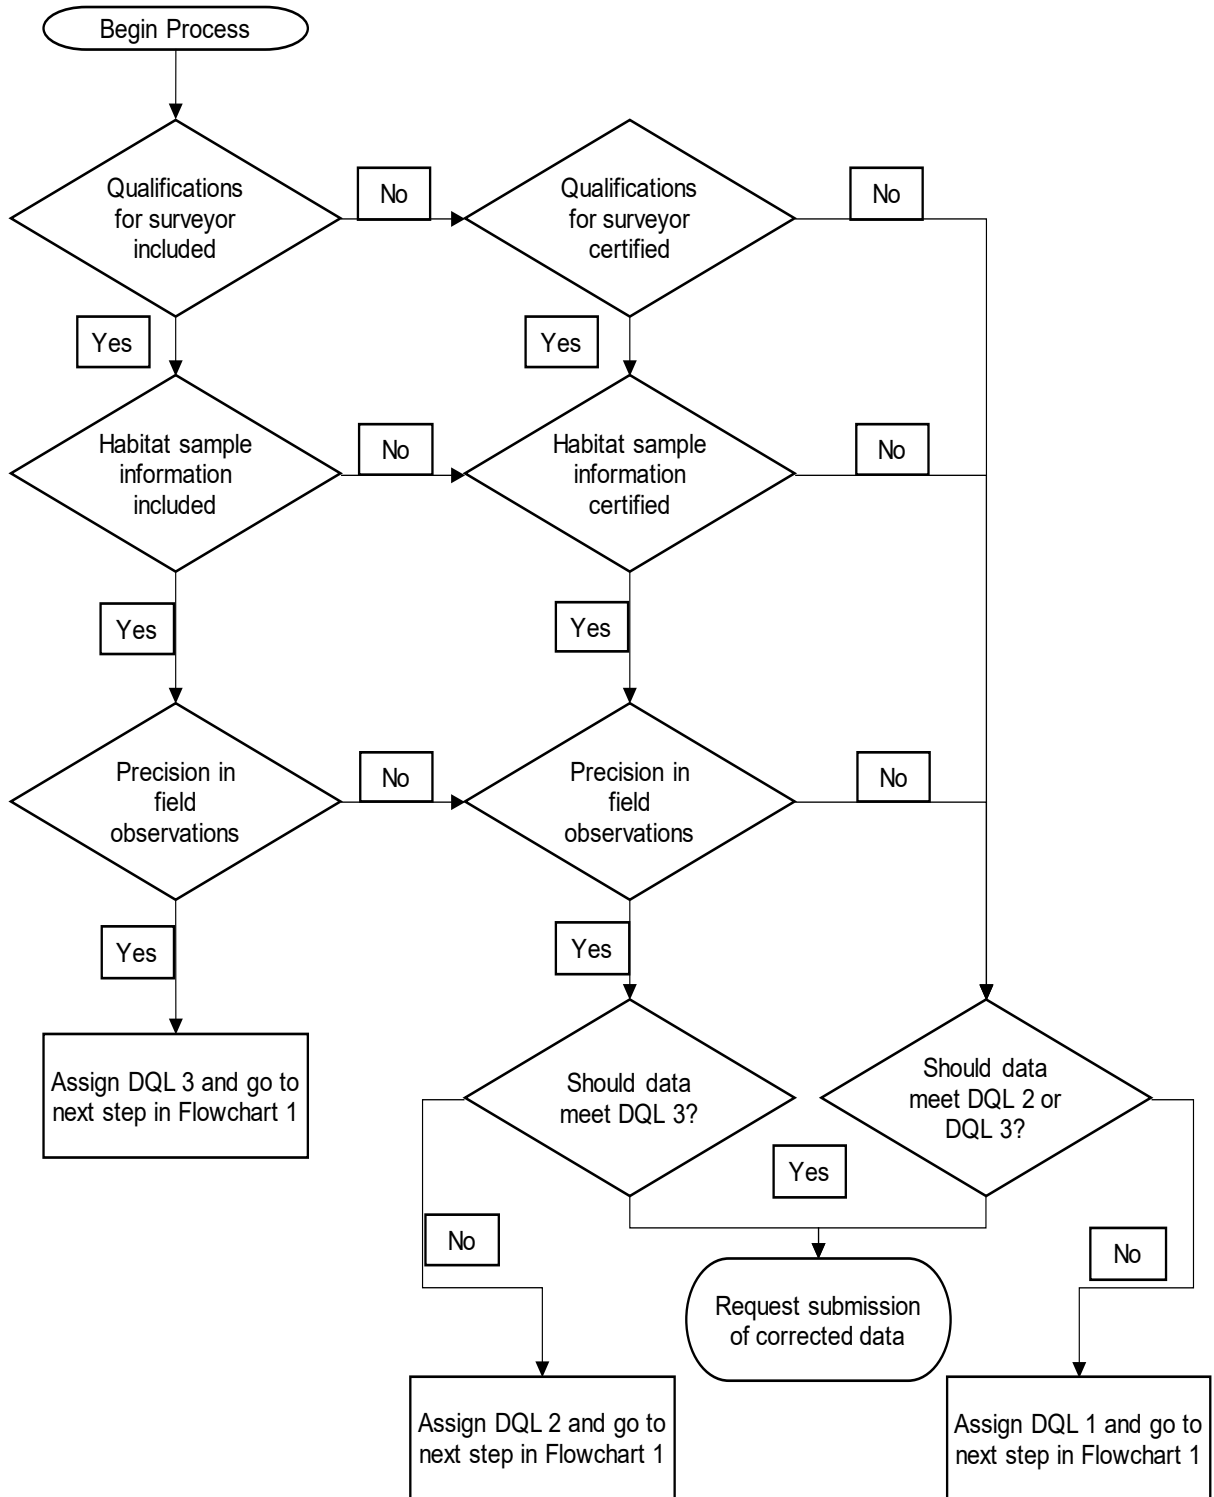 Begin Process
Qualifications
for surveyor
included
No
Qualifications
for surveyor
certified
No
Yes
Yes
Habitat sample
information
included
No
Habitat sample
information
certified
No
Yes
Yes
Precision in
field
observations
No
Precision in
field
observations
No
Yes
Yes
Assign DQL 3 and go to
next step in Flowchart 1
Should data
meet DQL 3?
Should data
meet DQL 2 or
DQL 3?
Yes
No
No
Request submission
of corrected data
Assign DQL 2 and go to
next step in Flowchart 1
Assign DQL 1 and go to
next step in Flowchart 1